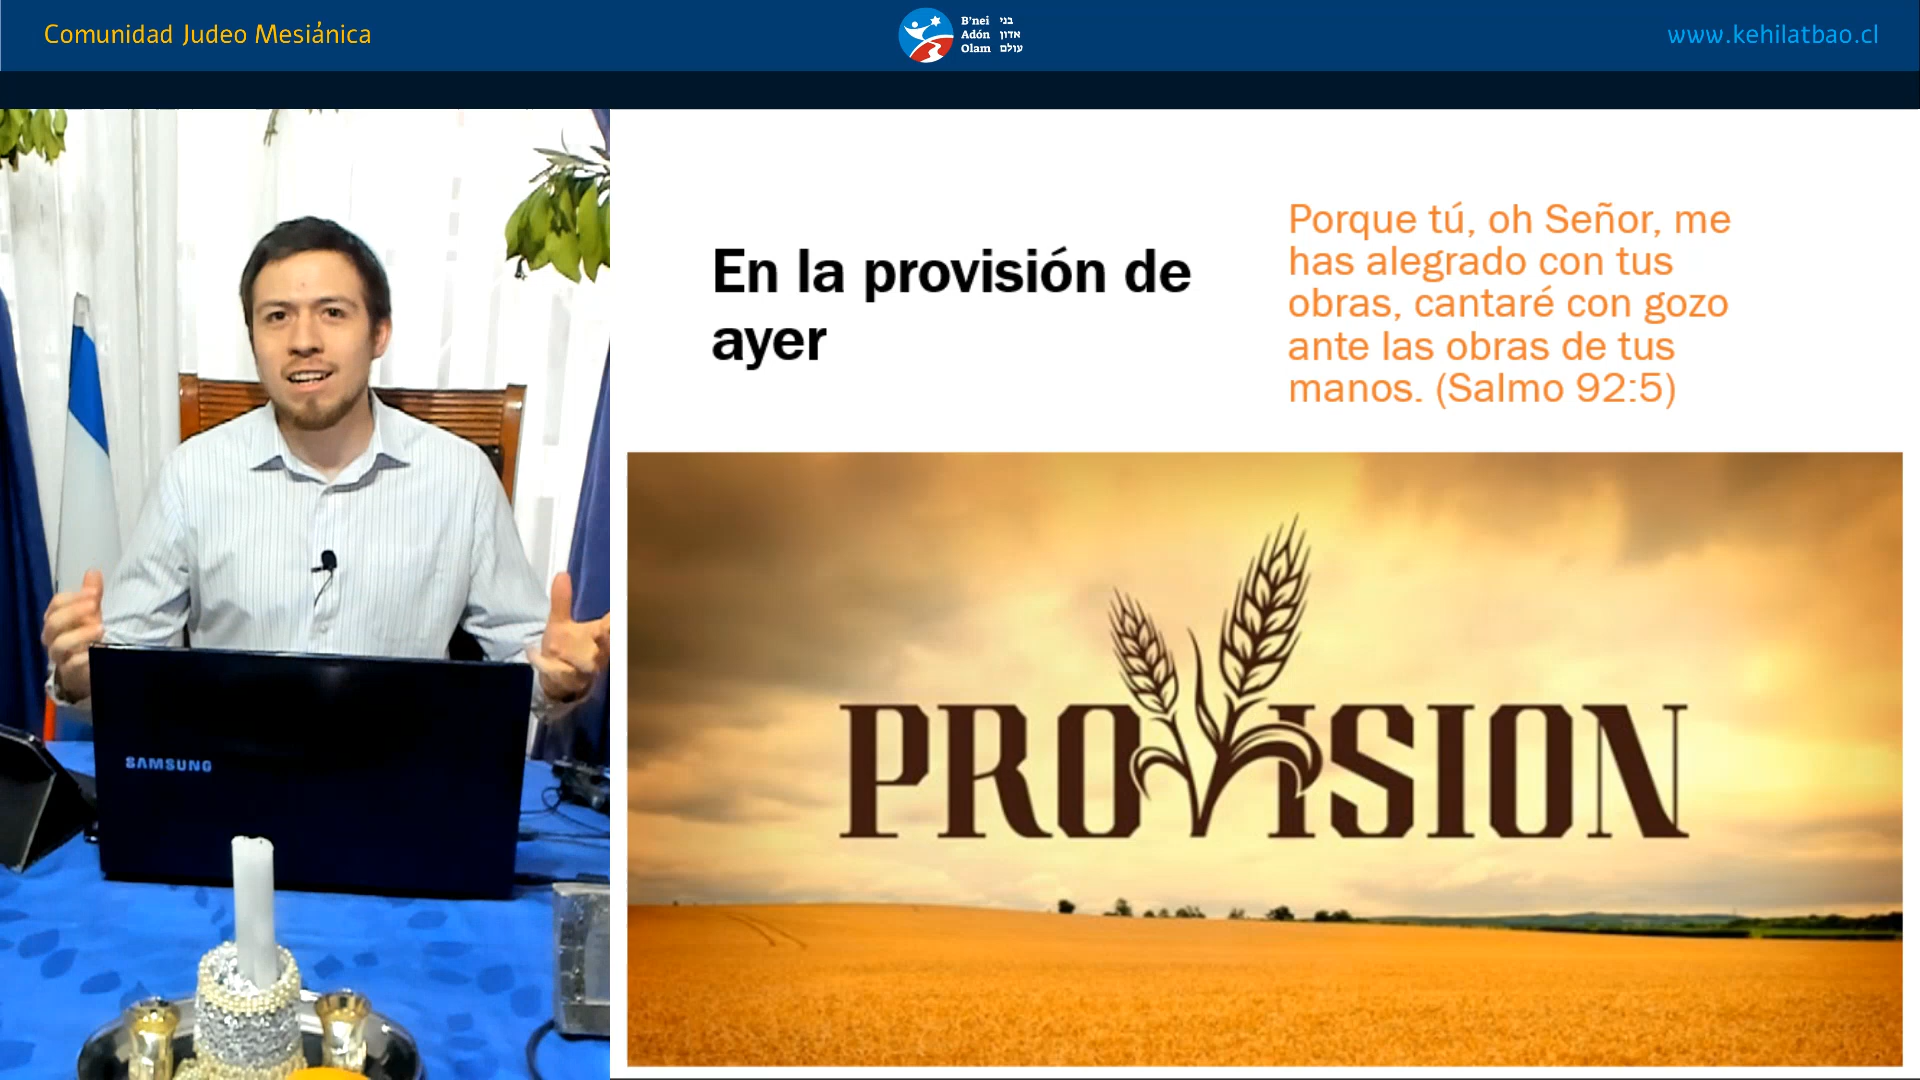 Comunidad Judeo Mesiánica
B'nei בני
Adón אדון
Olam עולם
www.kehilatbao.cl
En la provisión de
ayer
Porque tú, oh Señor, me
has alegrado con tus
obras, cantaré con gozo
ante las obras de tus
manos. (Salmo 92:5)
PROVISION
SAMSUNG